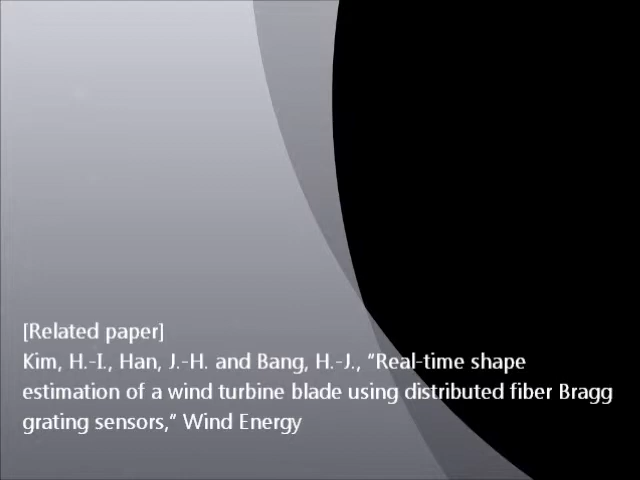 [Related paper]
Kim, H.-I., Han, J.-H. and Bang, H.-J., “Real-time shape
estimation of a wind turbine blade using distributed fiber Bragg
grating sensors,” Wind Energy